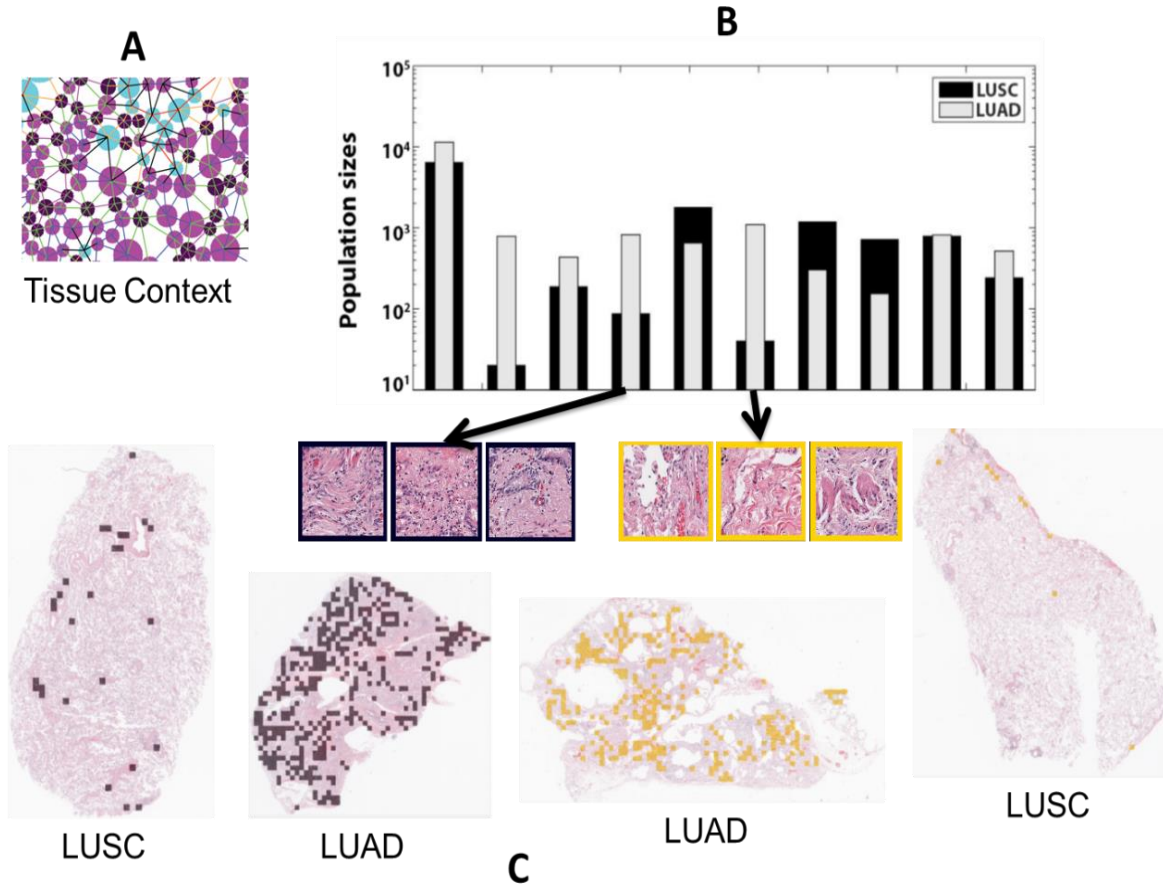 A
B
Tissue Context
Population sizes
10^5
10^4
10^3
10^2
10^1
LUSC
LUAD
LUSC
LUAD
LUAD
LUSC
C